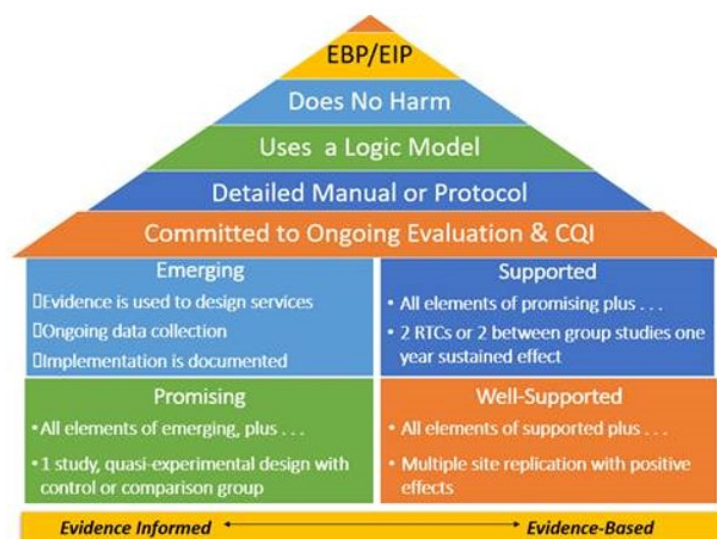 EBP/EIP
Does No Harm
Uses a Logic Model
Detailed Manual or Protocol
Committed to Ongoing Evaluation & CQI
Emerging
▯Evidence is used to design services
▯Ongoing data collection
▯Implementation is documented
Supported
• All elements of promising plus . . .
• 2 RTCs or 2 between group studies one
year sustained effect
Promising
• All elements of emerging, plus . . .
• 1 study, quasi-experimental design with
control or comparison group
Well-Supported
• All elements of supported plus . . .
• Multiple site replication with positive
effects
Evidence Informed
Evidence-Based